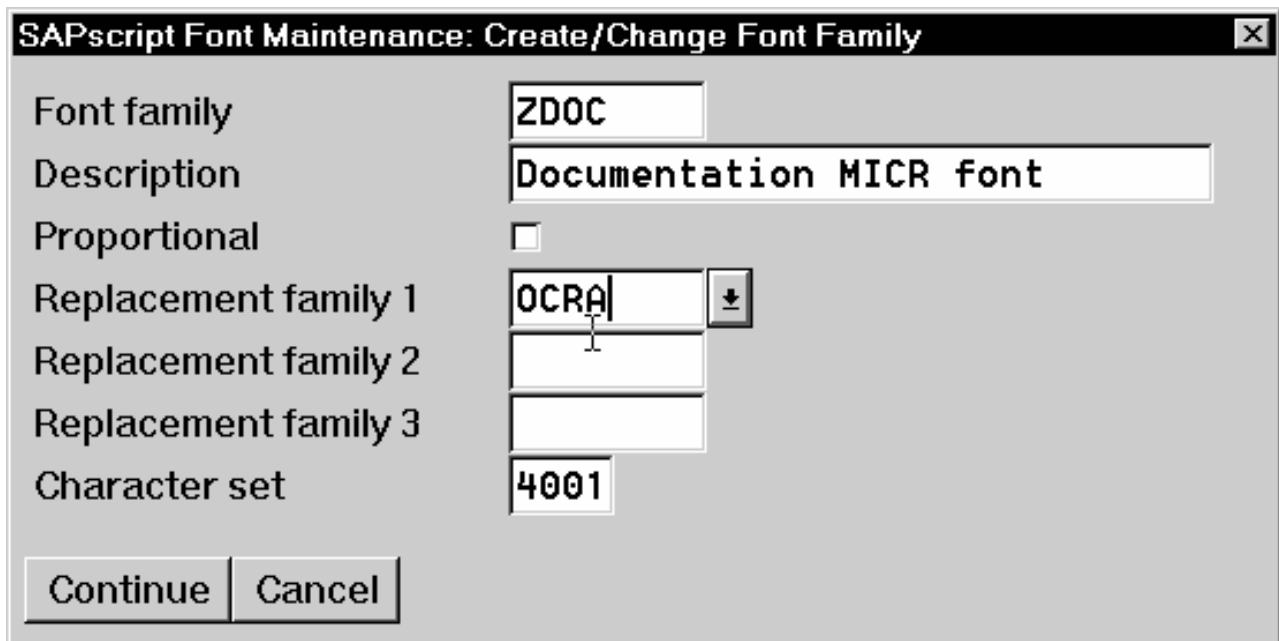 SAPscript Font Maintenance: Create/Change Font Family
Font family ZDOC
Description Documentation MICR font
Proportional
Replacement family 1 OCRA
Replacement family 2
Replacement family 3
Character set 4001
Continue Cancel